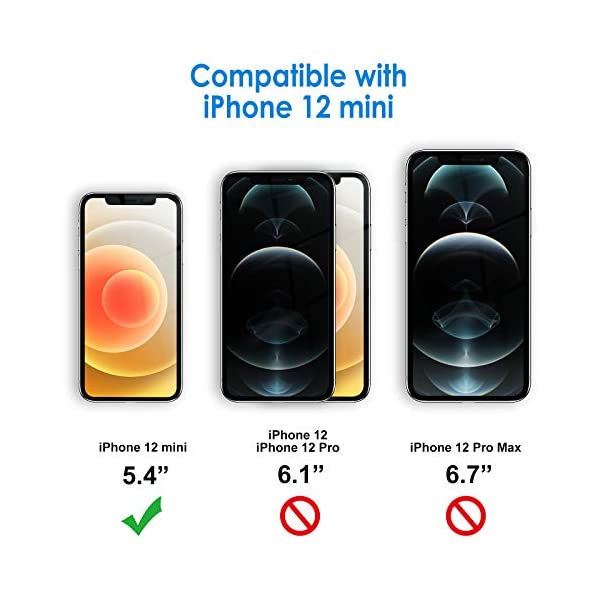 Compatible with
iPhone 12 mini
iPhone 12 mini
5.4”
iPhone 12
iPhone 12 Pro
6.1”
iPhone 12 Pro Max
6.7”